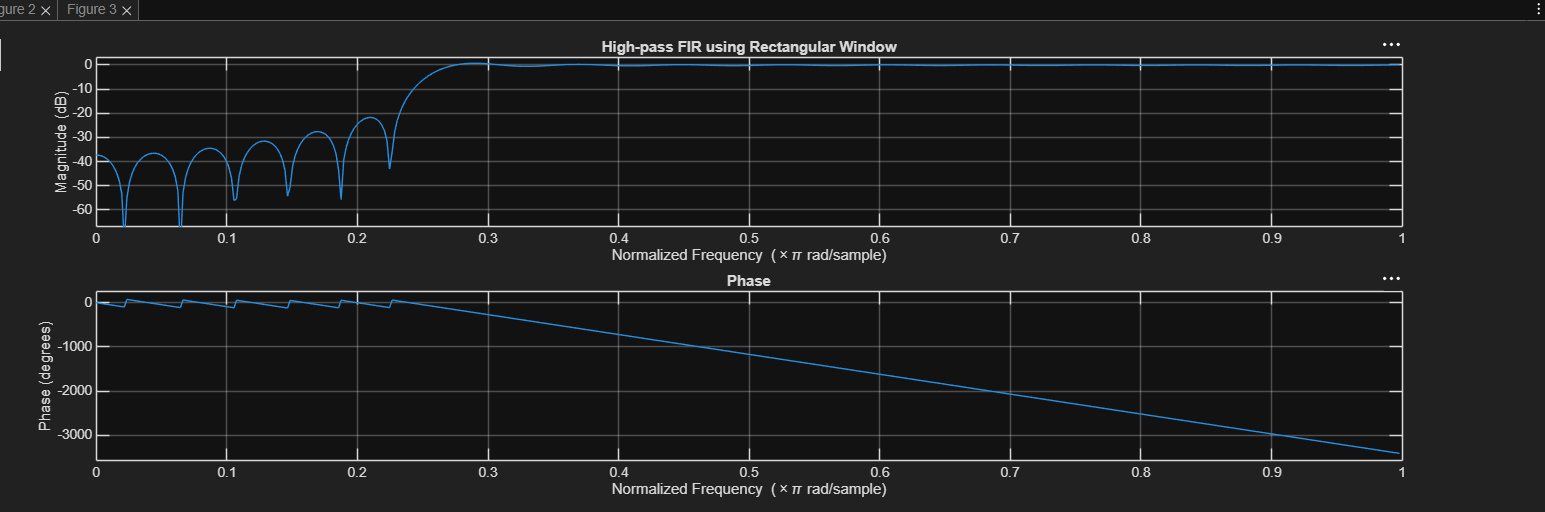 gure 2 × Figure 3 ×
High-pass FIR using Rectangular Window
0
-10
-20
-30
-40
-50
-60
Magnitude (dB)
0 0.1 0.2 0.3 0.4 0.5 0.6 0.7 0.8 0.9 1
Normalized Frequency (×π rad/sample)
Phase
0
-1000
-2000
-3000
Phase (degrees)
0 0.1 0.2 0.3 0.4 0.5 0.6 0.7 0.8 0.9 1
Normalized Frequency (×π rad/sample)